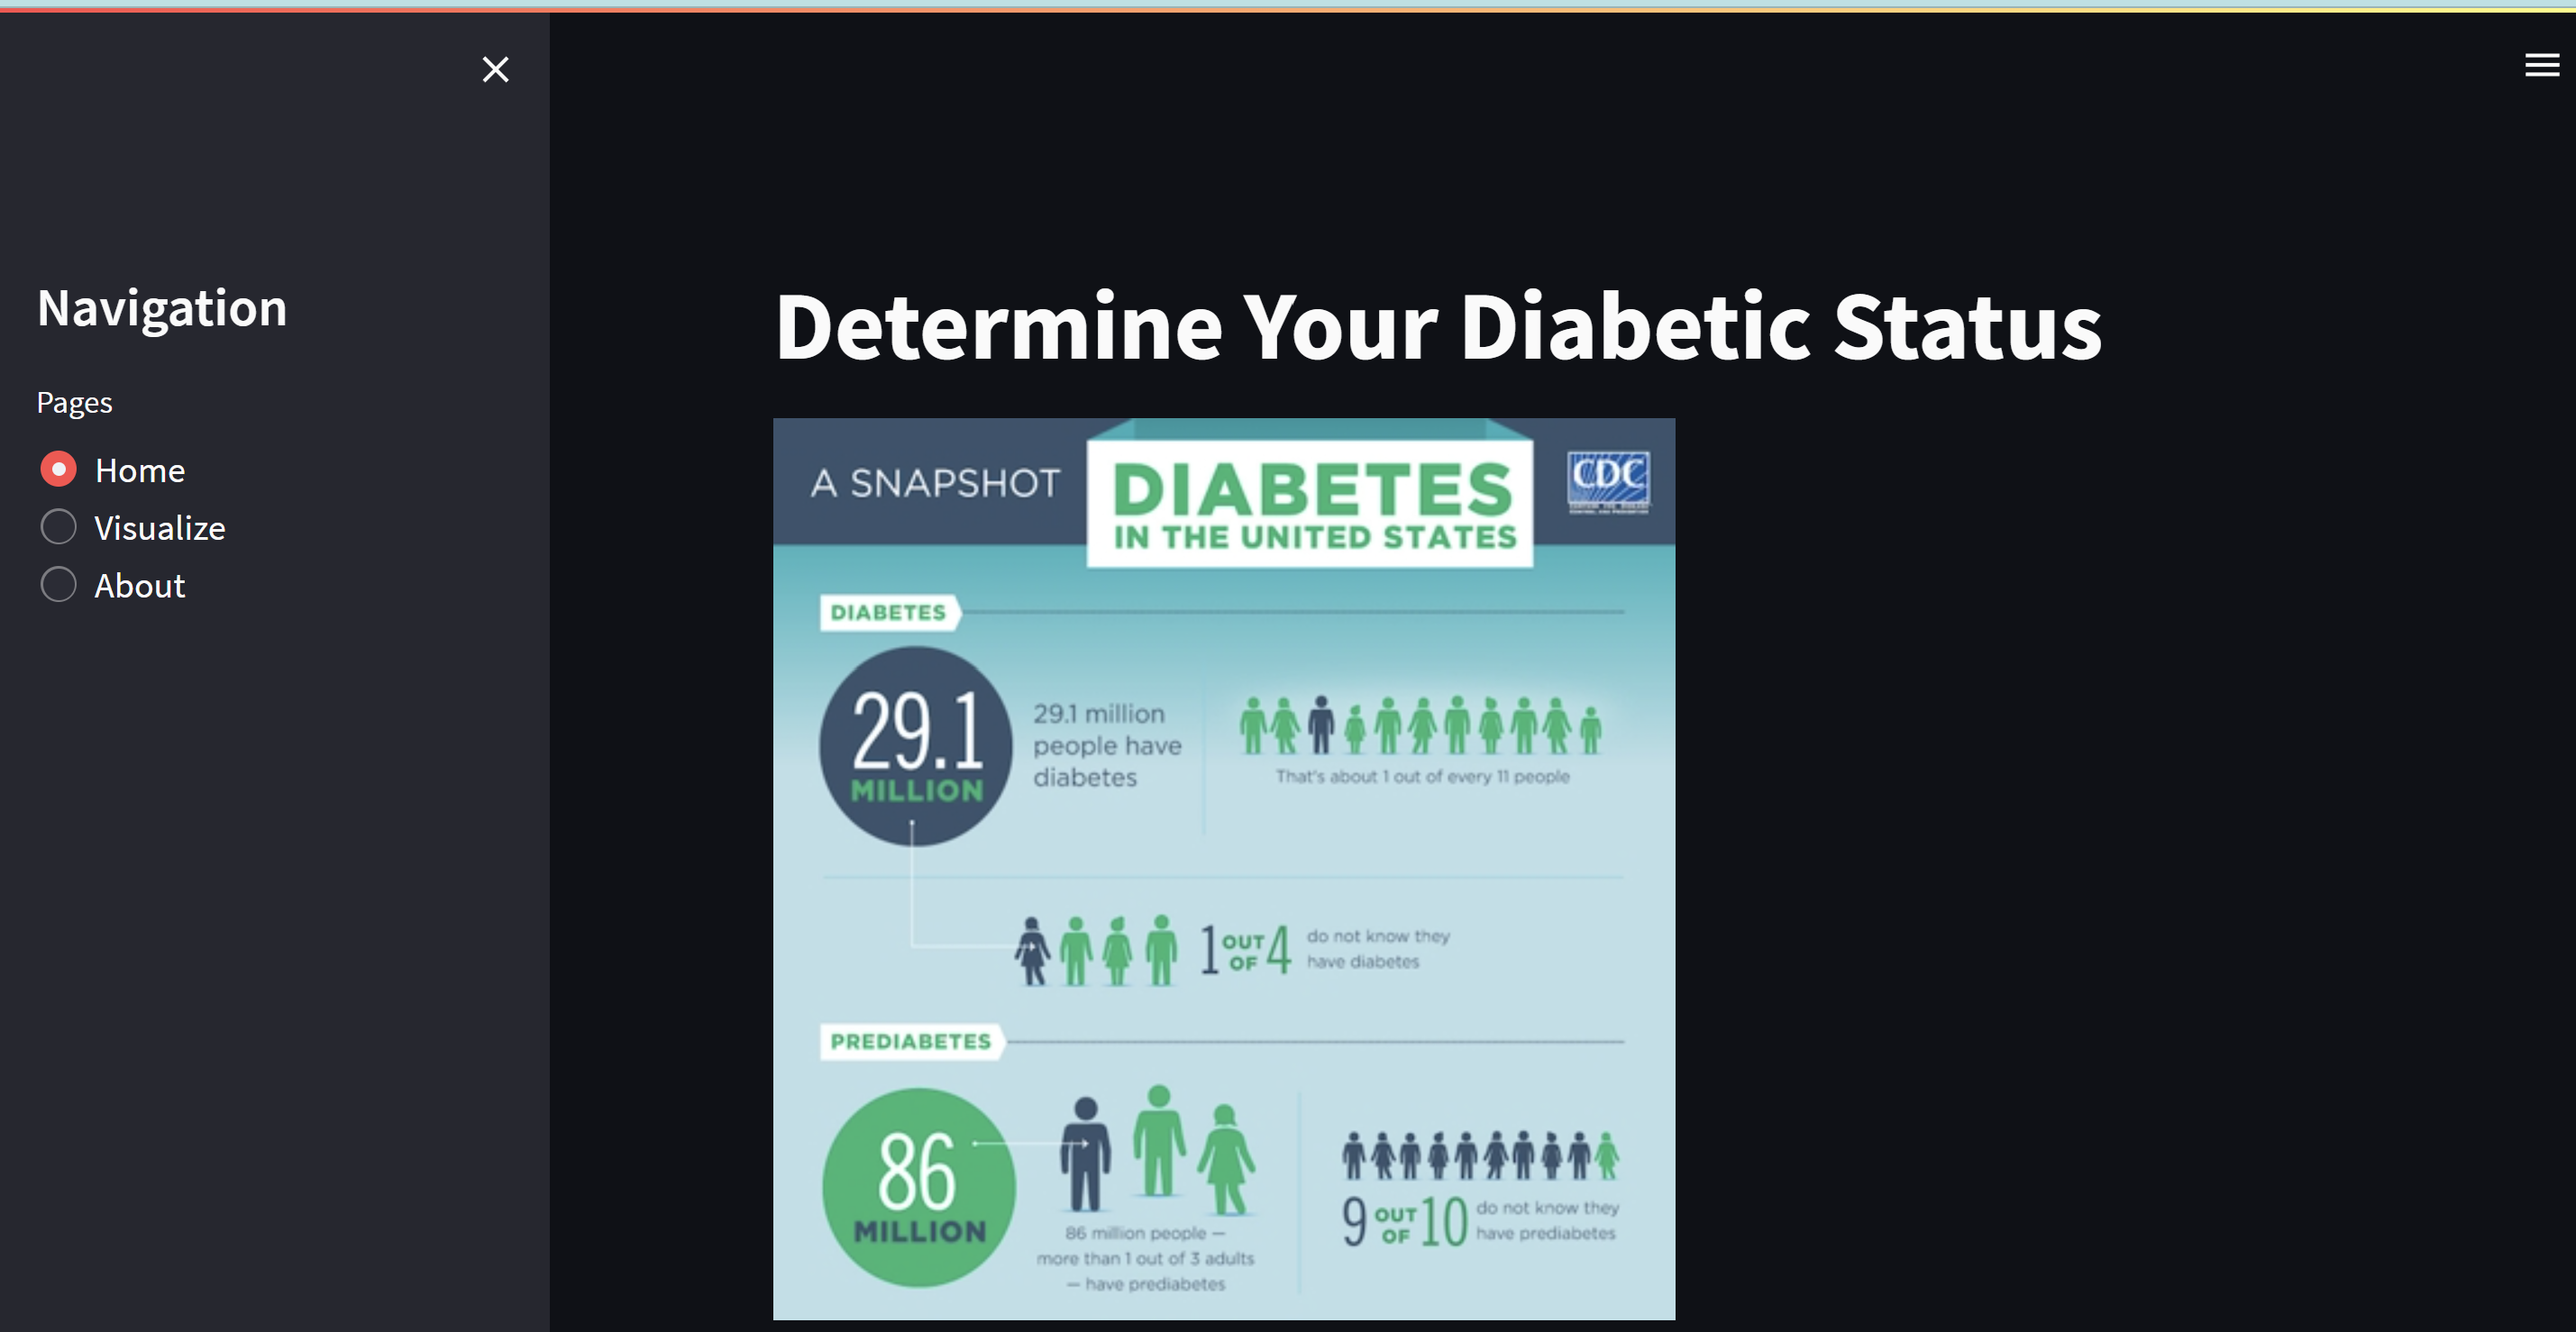 Navigation
Pages
Home
Visualize
About
Determine Your Diabetic Status
A SNAPSHOT
DIABETES
IN THE UNITED STATES
CDC
DIABETES
29.1
MILLION
29.1 million
people have
diabetes
That's about 1 out of every 11 people
1 OUT OF 4
do not know they
have diabetes
PREDIABETES
86
MILLION
86 million people —
more than 1 out of 3 adults
— have prediabetes
9 OUT OF 10
do not know they
have prediabetes